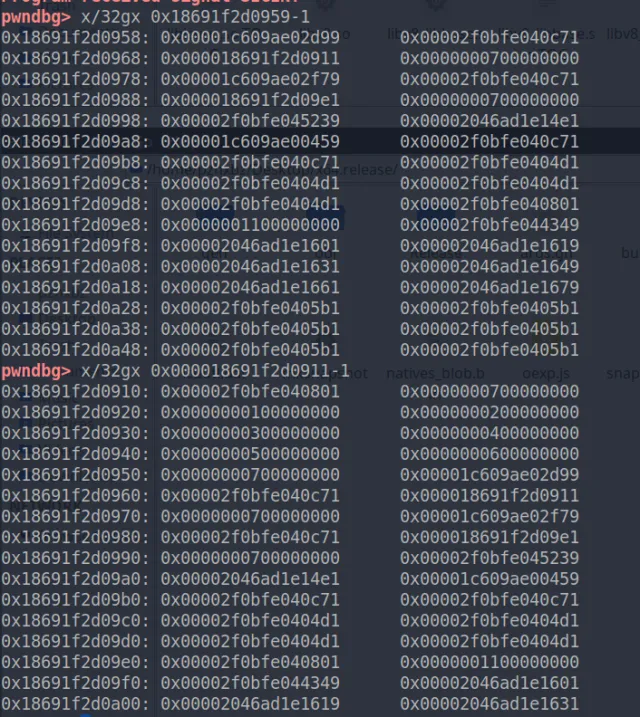 pwndbg> x/32gx 0x18691f2d0959-1
0x18691f2d0958: 0x00001c609ae02d99 0x00002f0bfe040c71
0x18691f2d0968: 0x000018691f2d0911 0x0000000700000000
0x18691f2d0978: 0x00001c609ae02f79 0x00002f0bfe040c71
0x18691f2d0988: 0x000018691f2d09e1 0x0000000700000000
0x18691f2d0998: 0x00002f0bfe045239 0x00002046ad1e14e1
0x18691f2d09a8: 0x00001c609ae00459 0x00002f0bfe040c71
0x18691f2d09b8: 0x00002f0bfe040c71 0x00002f0bfe0404d1
0x18691f2d09c8: 0x00002f0bfe0404d1 0x00002f0bfe0404d1
0x18691f2d09d8: 0x00002f0bfe0404d1 0x00002f0bfe040801
0x18691f2d09e8: 0x0000001100000000 0x00002f0bfe044349
0x18691f2d09f8: 0x00002046ad1e1601 0x00002046ad1e1619
0x18691f2d0a08: 0x00002046ad1e1631 0x00002046ad1e1649
0x18691f2d0a18: 0x00002046ad1e1661 0x00002046ad1e1679
0x18691f2d0a28: 0x00002f0bfe0405b1 0x00002f0bfe0405b1
0x18691f2d0a38: 0x00002f0bfe0405b1 0x00002f0bfe0405b1
0x18691f2d0a48: 0x00002f0bfe0405b1 0x00002f0bfe0405b1
pwndbg> x/32gx 0x000018691f2d0911-1
natives_blob.b oexp.js snap
0x18691f2d0910: 0x00002f0bfe040801 0x0000000700000000
0x18691f2d0920: 0x0000000100000000 0x0000000200000000
0x18691f2d0930: 0x0000000300000000 0x0000000400000000
0x18691f2d0940: 0x0000000500000000 0x0000000600000000
0x18691f2d0950: 0x0000000700000000 0x00001c609ae02d99
0x18691f2d0960: 0x00002f0bfe040c71 0x000018691f2d0911
0x18691f2d0970: 0x0000000700000000 0x00001c609ae02f79
0x18691f2d0980: 0x00002f0bfe040c71 0x000018691f2d09e1
0x18691f2d0990: 0x0000000700000000 0x00002f0bfe045239
0x18691f2d09a0: 0x00002046ad1e14e1 0x00001c609ae00459
0x18691f2d09b0: 0x00002f0bfe040c71 0x00002f0bfe040c71
0x18691f2d09c0: 0x00002f0bfe0404d1 0x00002f0bfe0404d1
0x18691f2d09d0: 0x00002f0bfe0404d1 0x00002f0bfe0404d1
0x18691f2d09e0: 0x00002f0bfe040801 0x0000001100000000
0x18691f2d09f0: 0x00002f0bfe044349 0x00002046ad1e1601
0x18691f2d0a00: 0x00002046ad1e1619 0x00002046ad1e1631